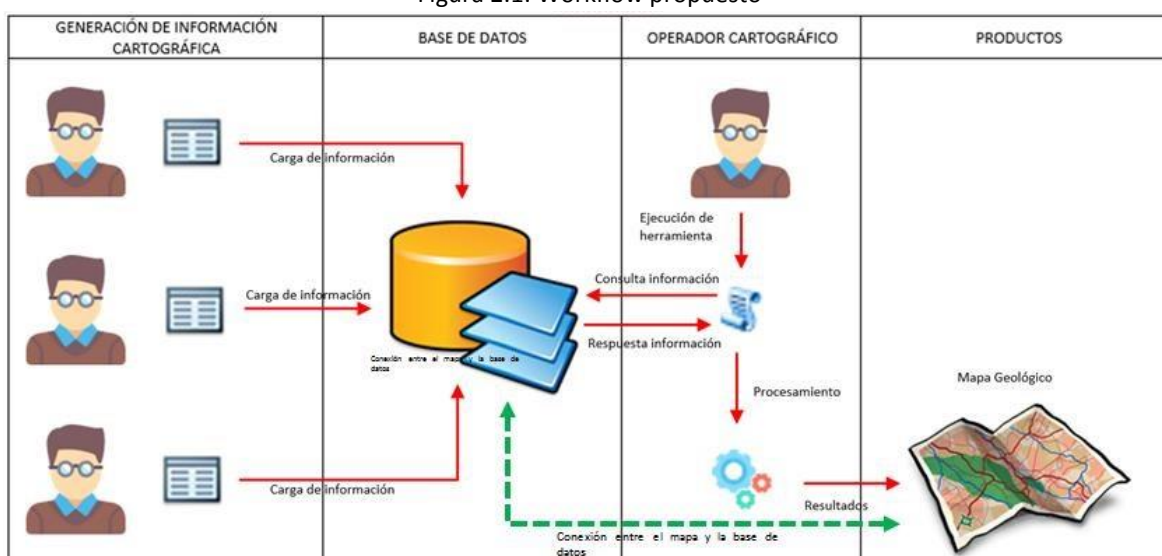 Figura 2.1: Workflow propuesto
GENERACIÓN DE INFORMACIÓN
CARTOGRÁFICA
BASE DE DATOS
OPERADOR CARTOGRÁFICO
PRODUCTOS
Carga de información
Ejecución de
herramienta
Consulta información
Carga de información
Respuesta información
Conexión entre el mapa y la base de
datos
Procesamiento
Mapa Geológico
Carga de información
Resultados
Conexión entre el mapa y la base de
datos